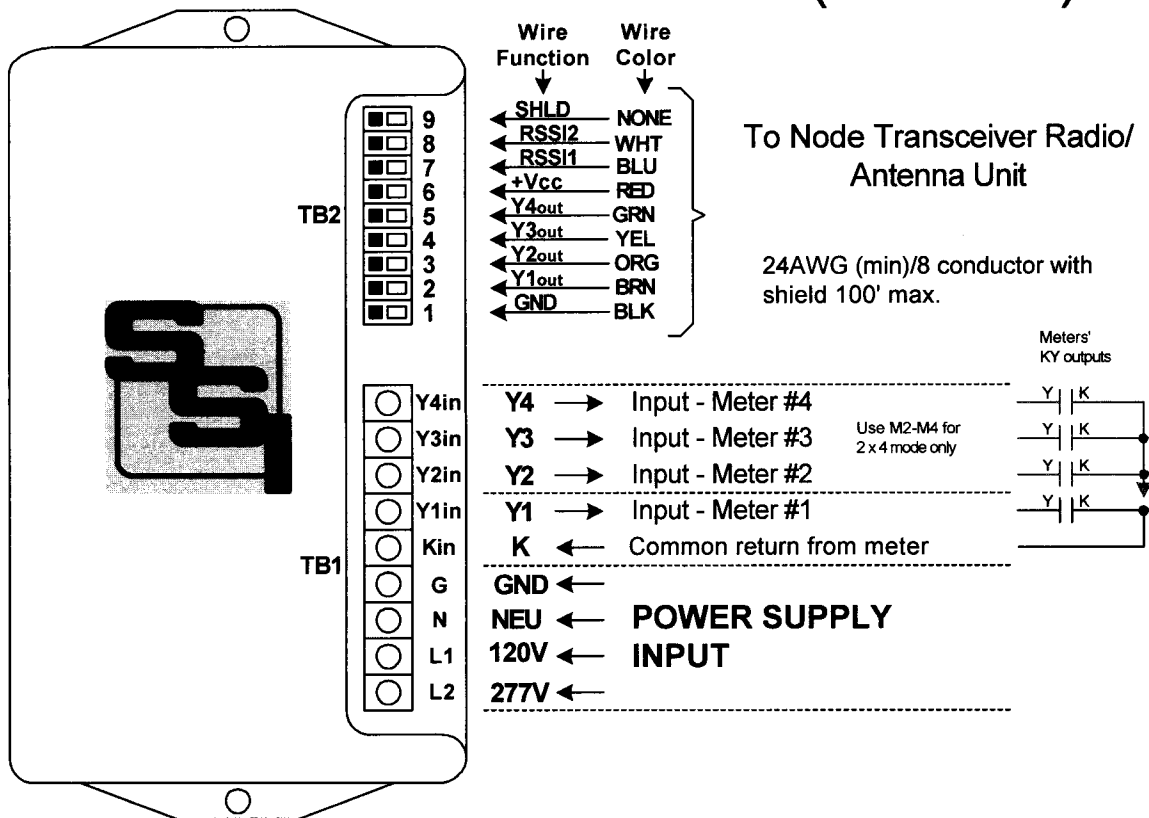 Wire Function
Wire Color
9 SHLD NONE
8 RSSI2 WHT
7 RSSI1 BLU
6 +Vcc RED
5 Y4out GRN
4 Y3out YEL
3 Y2out ORG
2 Y1out BRN
1 GND BLK
TB2
To Node Transceiver Radio/
Antenna Unit
24AWG (min)/8 conductor with
shield 100' max.
SSI
Meters'
KY outputs
Y4in Y4 Input - Meter #4 Y K
Y3in Y3 Input - Meter #3 Y K
Use M2-M4 for
2 x 4 mode only
Y2in Y2 Input - Meter #2 Y K
Y1in Y1 Input - Meter #1 Y K
Kin K Common return from meter
TB1
G GND
N NEU POWER SUPPLY
L1 120V INPUT
L2 277V